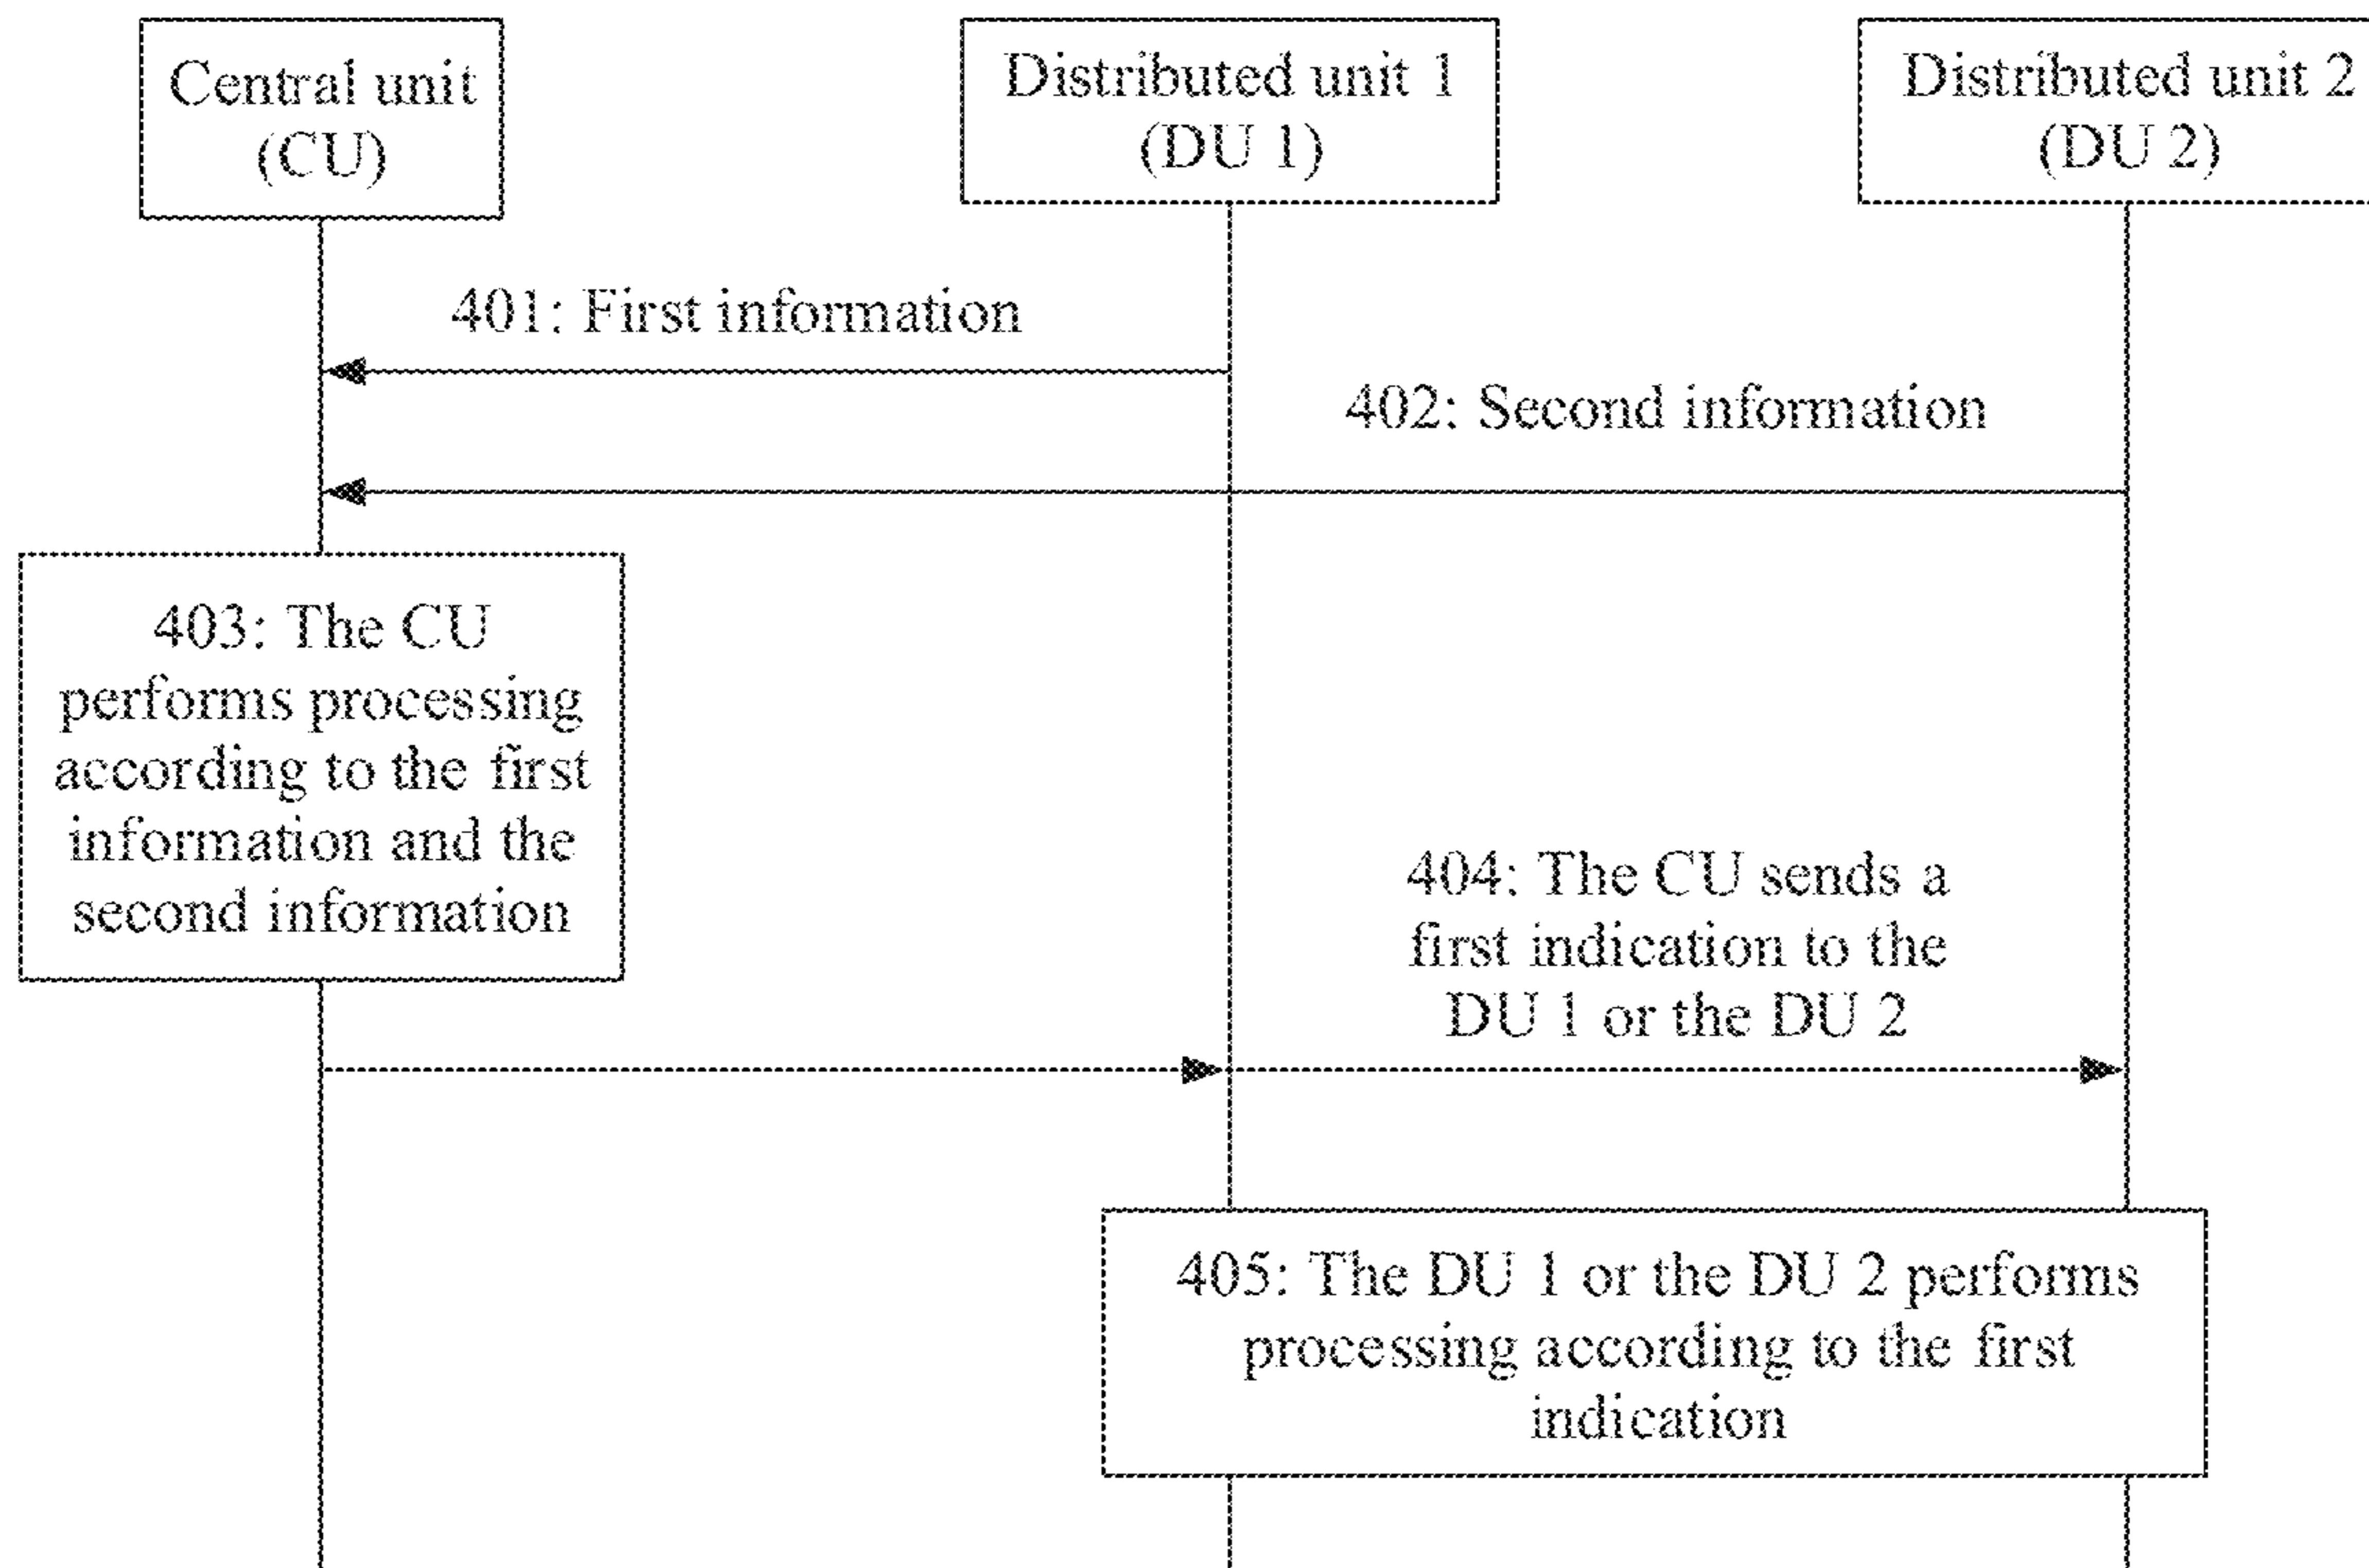 Central unit
(CU)
Distributed unit 1
(DU 1)
Distributed unit 2
(DU 2)
401: First information
402: Second information
403: The CU
performs processing
according to the first
information and the
second information
404: The CU sends a
first indication to the
DU 1 or the DU 2
405: The DU 1 or the DU 2 performs
processing according to the first
indication